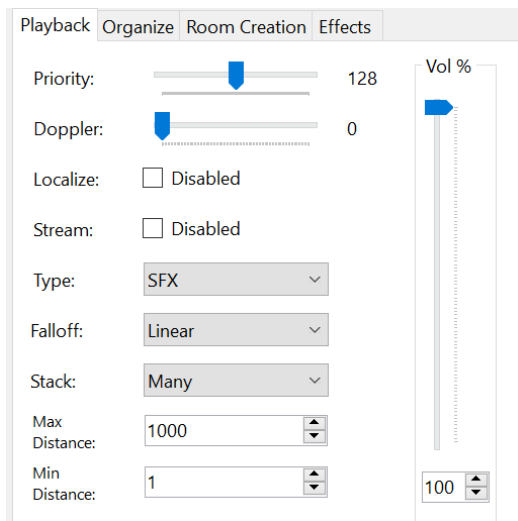 Playback Organize Room Creation Effects
Priority: 128
Vol %
Doppler: 0
Localize: Disabled
Stream: Disabled
Type: SFX
Falloff: Linear
Stack: Many
Max
Distance: 1000
Min
Distance: 1
100